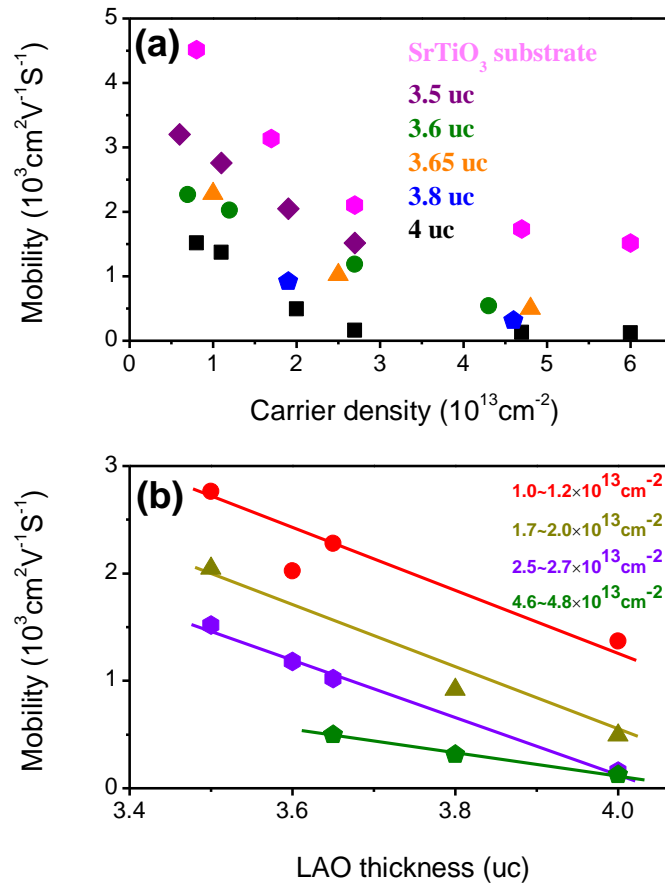 (a)
5
4
3
2
1
0
0 1 2 3 4 5 6
Mobility (10³cm²V⁻¹S⁻¹)
Carrier density (10¹³cm⁻²)
SrTiO₃ substrate
3.5 uc
3.6 uc
3.65 uc
3.8 uc
4 uc
(b)
3
2
1
0
3.4 3.6 3.8 4.0
Mobility (10³cm²V⁻¹S⁻¹)
LAO thickness (uc)
1.0~1.2×10¹³cm⁻²
1.7~2.0×10¹³cm⁻²
2.5~2.7×10¹³cm⁻²
4.6~4.8×10¹³cm⁻²